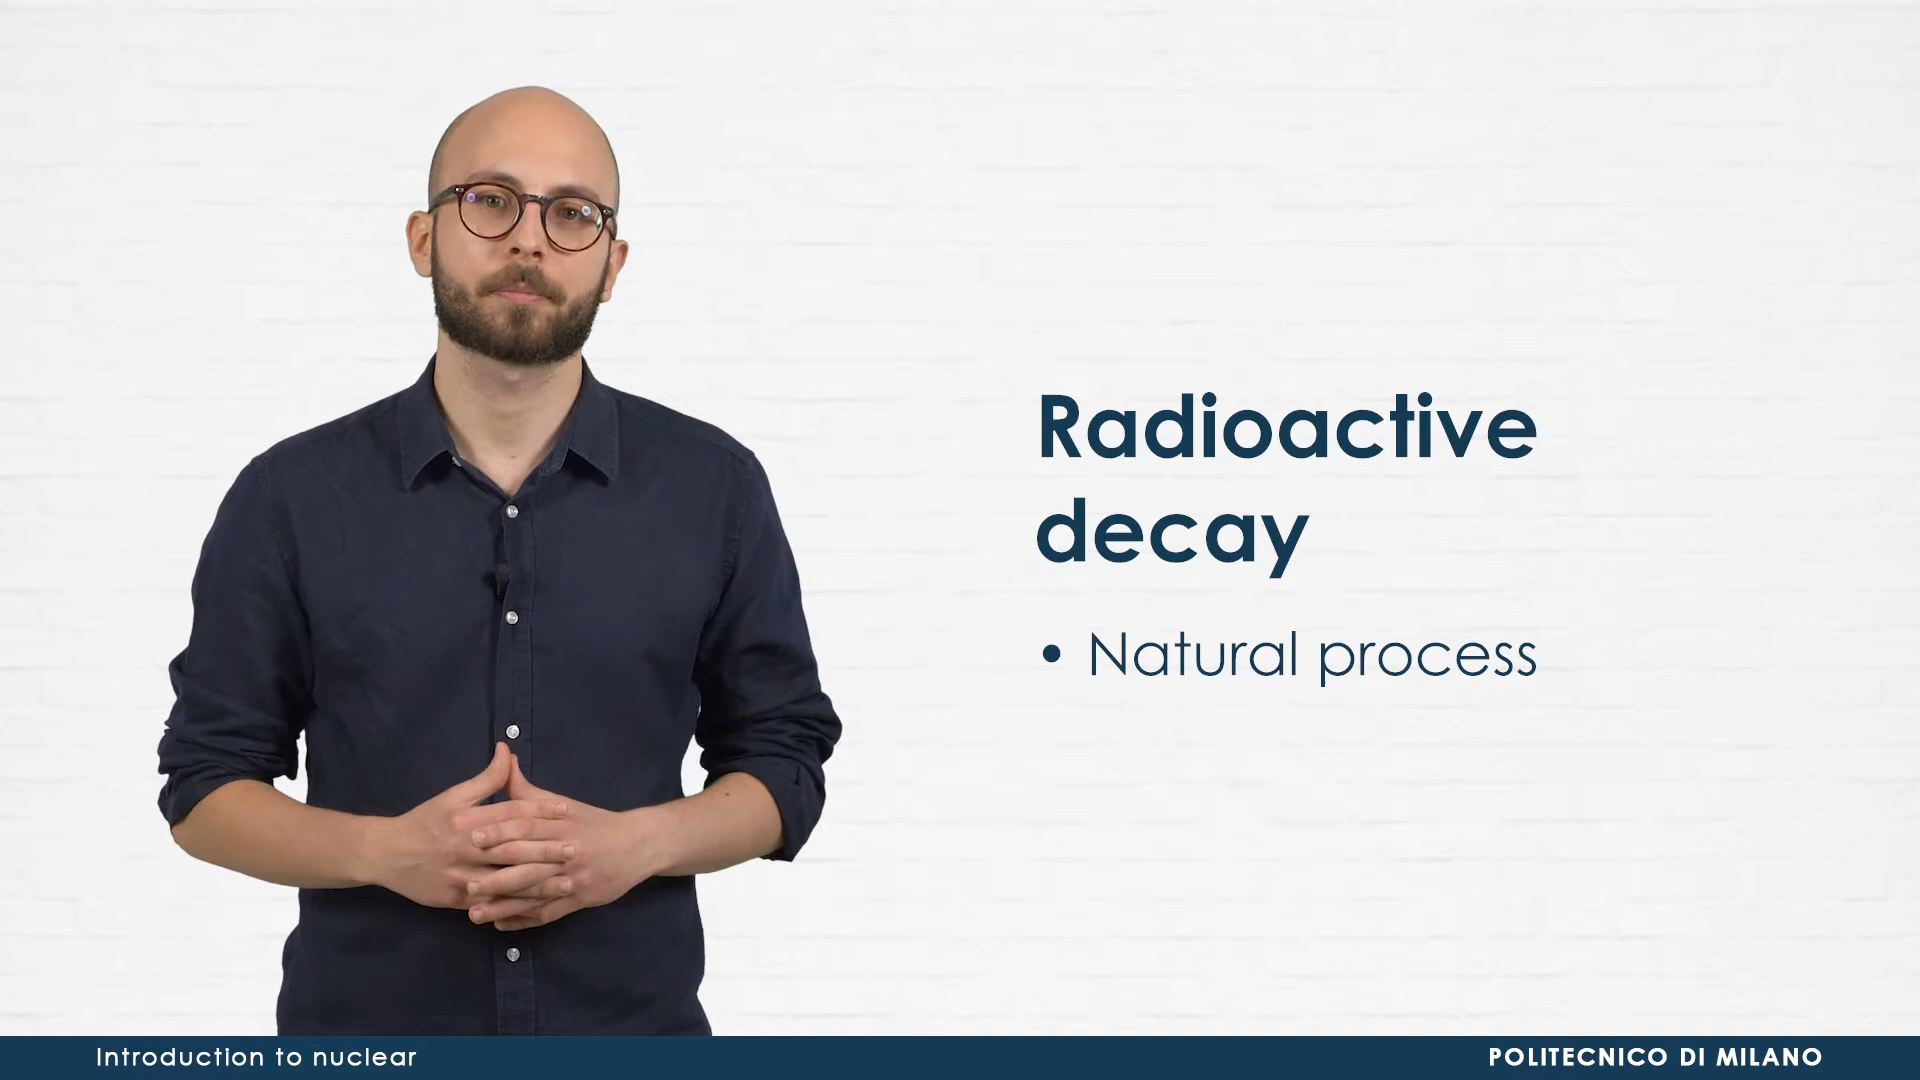 Radioactive
decay
• Natural process
Introduction to nuclear
POLITECNICO DI MILANO